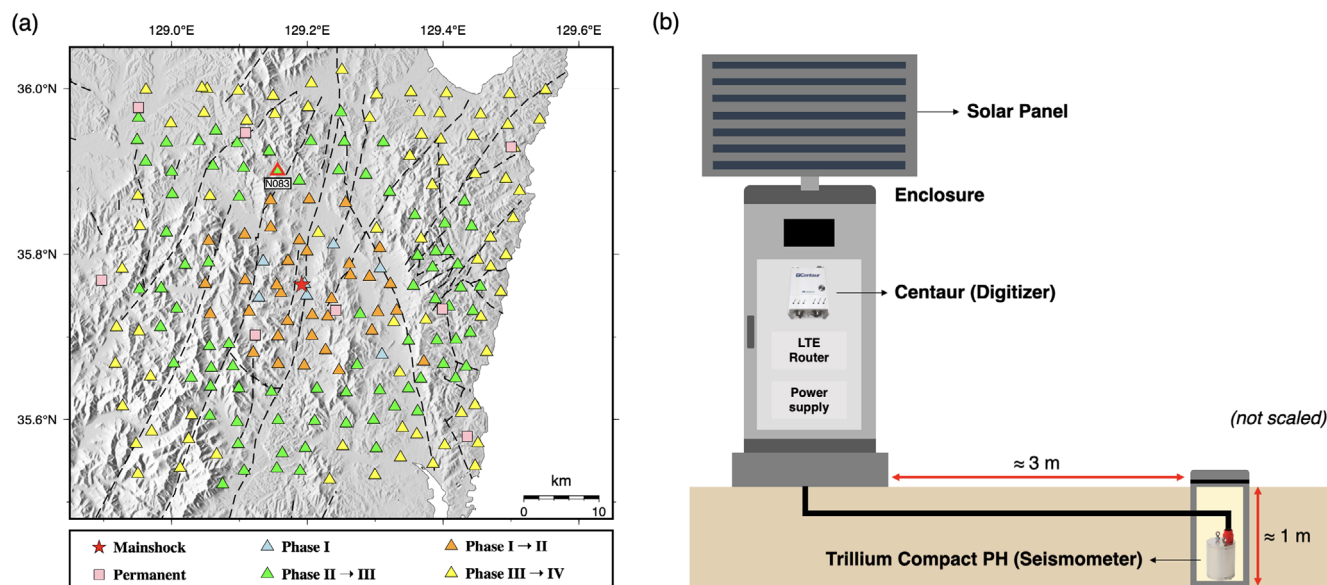 (a)
129.0°E
129.2°E
129.4°E
129.6°E
36.0°N
35.8°N
35.6°N
N083
km
0
10
Mainshock
Phase I
Phase I → II
Permanent
Phase II → III
Phase III → IV
(b)
Solar Panel
Enclosure
Centaur
Centaur (Digitizer)
LTE
Router
Power
supply
(not scaled)
≈ 3 m
≈ 1 m
Trillium Compact PH (Seismometer)